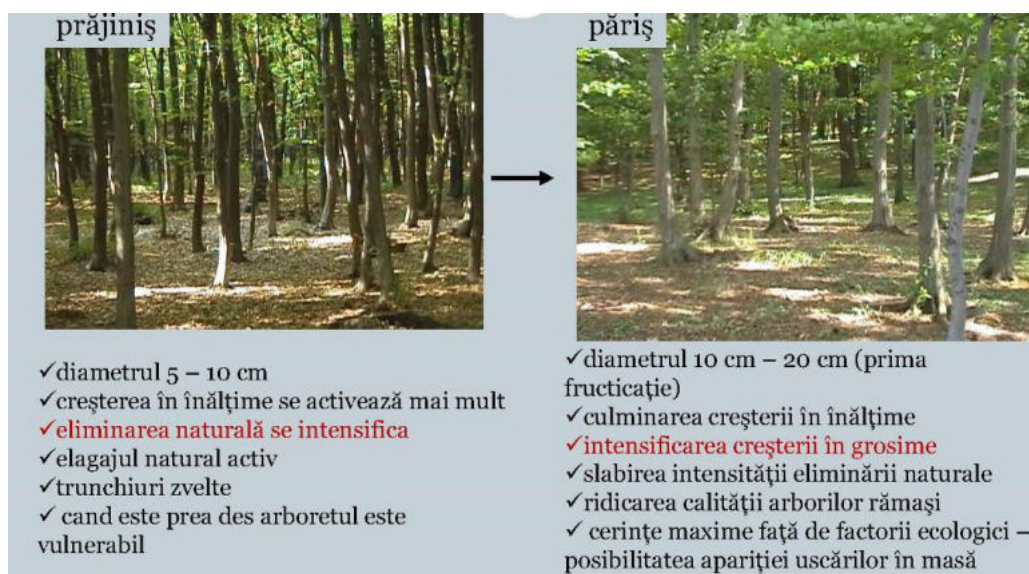 prăjiniş
păriş
✓diametrul 5 – 10 cm
✓creşterea în înălţime se activează mai mult
✓eliminarea naturală se intensifica
✓elagajul natural activ
✓trunchiuri zvelte
✓ cand este prea des arboretul este
vulnerabil
✓diametrul 10 cm – 20 cm (prima
fructicaţie)
✓culminarea creşterii în înălţime
✓intensificarea creşterii în grosime
✓slabirea intensităţii eliminării naturale
✓ridicarea calităţii arborilor rămaşi
✓ cerinţe maxime faţă de factorii ecologici –
posibilitatea apariţiei uscărilor în masă